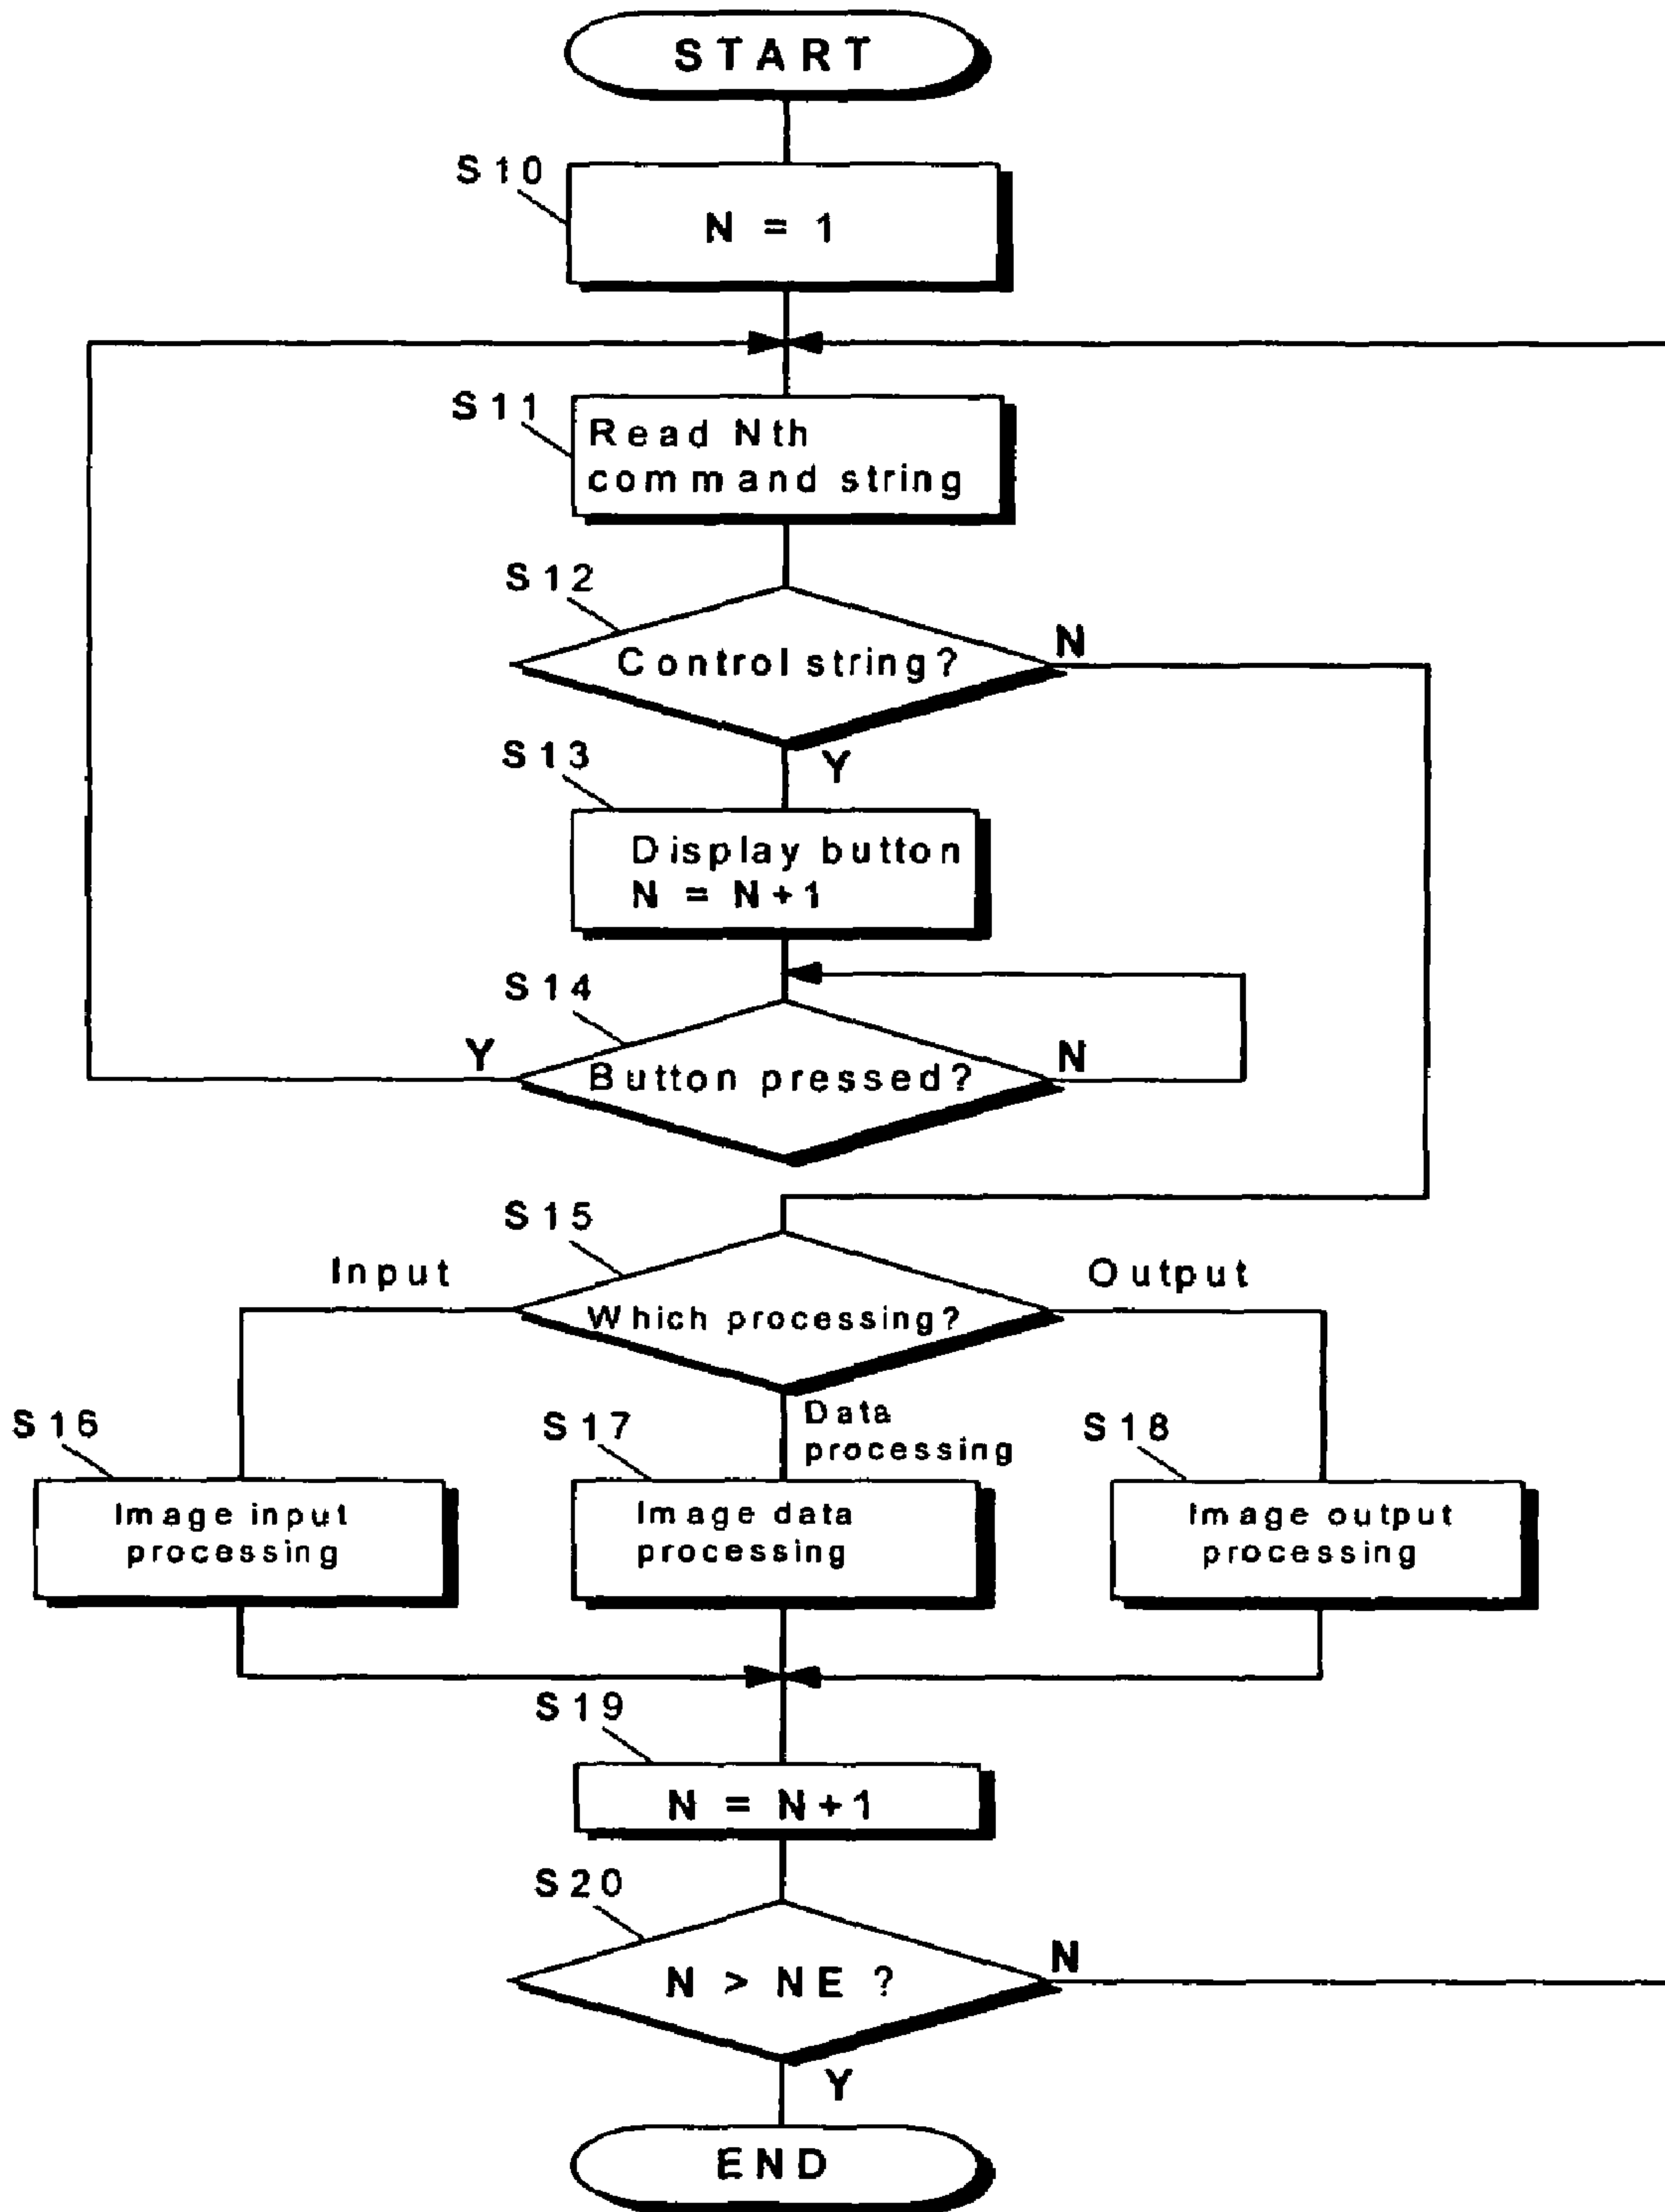 START
S10
N = 1
S11
Read Nth
command string
S12
Control string?
N
Y
S13
Display button
N = N+1
S14
Y
Button pressed?
N
S15
Input
Which processing?
Output
Data
processing
S16
Image input
processing
S17
Image data
processing
S18
Image output
processing
S19
N = N+1
S20
N > NE ?
N
Y
END